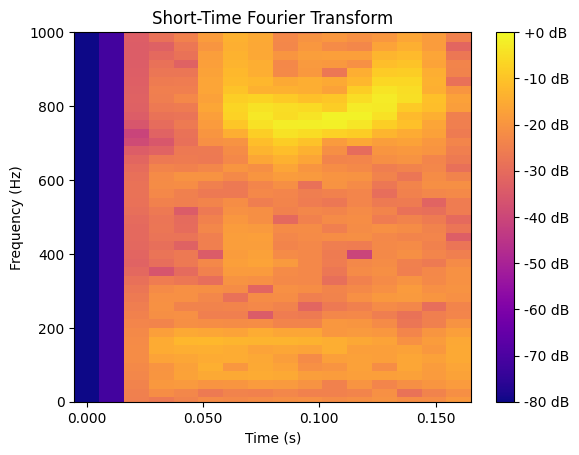 Short-Time Fourier Transform
Frequency (Hz)
1000
800
600
400
200
0
0.000
0.050
0.100
0.150
Time (s)
+0 dB
-10 dB
-20 dB
-30 dB
-40 dB
-50 dB
-60 dB
-70 dB
-80 dB